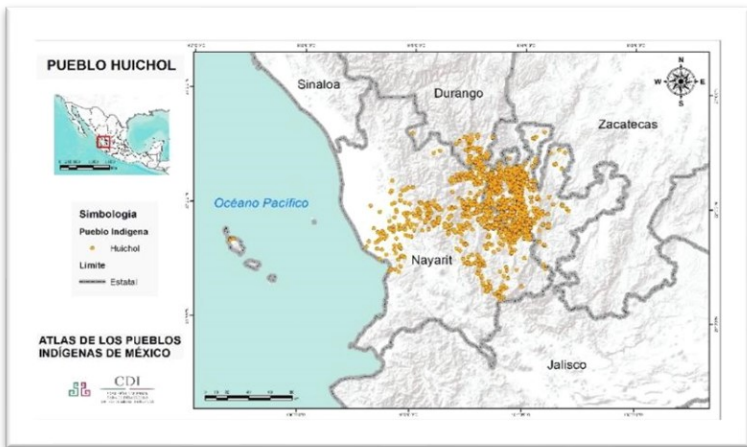 PUEBLO HUICHOL
Simbología
Pueblo Indígena
Huichol
Límite
Estatal
ATLAS DE LOS PUEBLOS
INDÍGENAS DE MÉXICO
CDI
Sinaloa
Durango
Zacatecas
Océano Pacífico
Nayarit
Jalisco
N
W
E
S